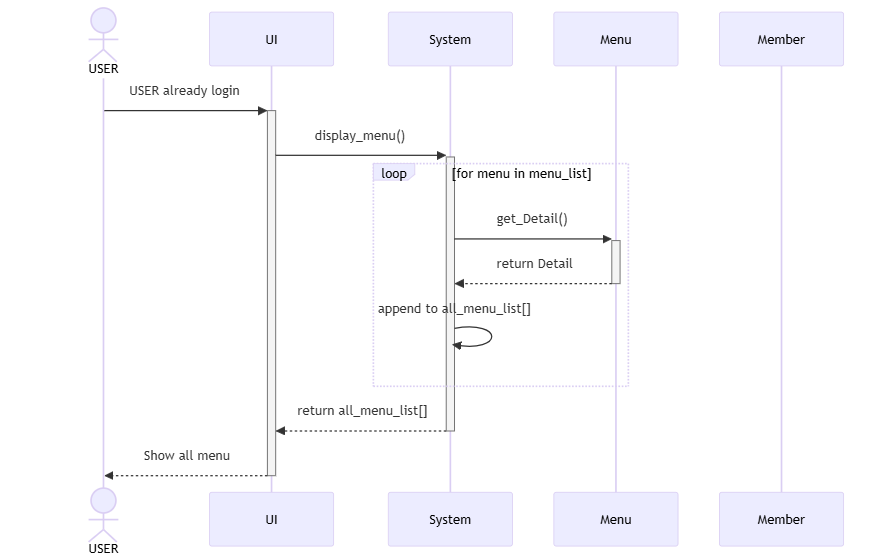 USER
UI
System
Menu
Member
USER already login
display_menu()
loop
[for menu in menu_list]
get_Detail()
return Detail
append to all_menu_list[]
return all_menu_list[]
Show all menu
USER
UI
System
Menu
Member